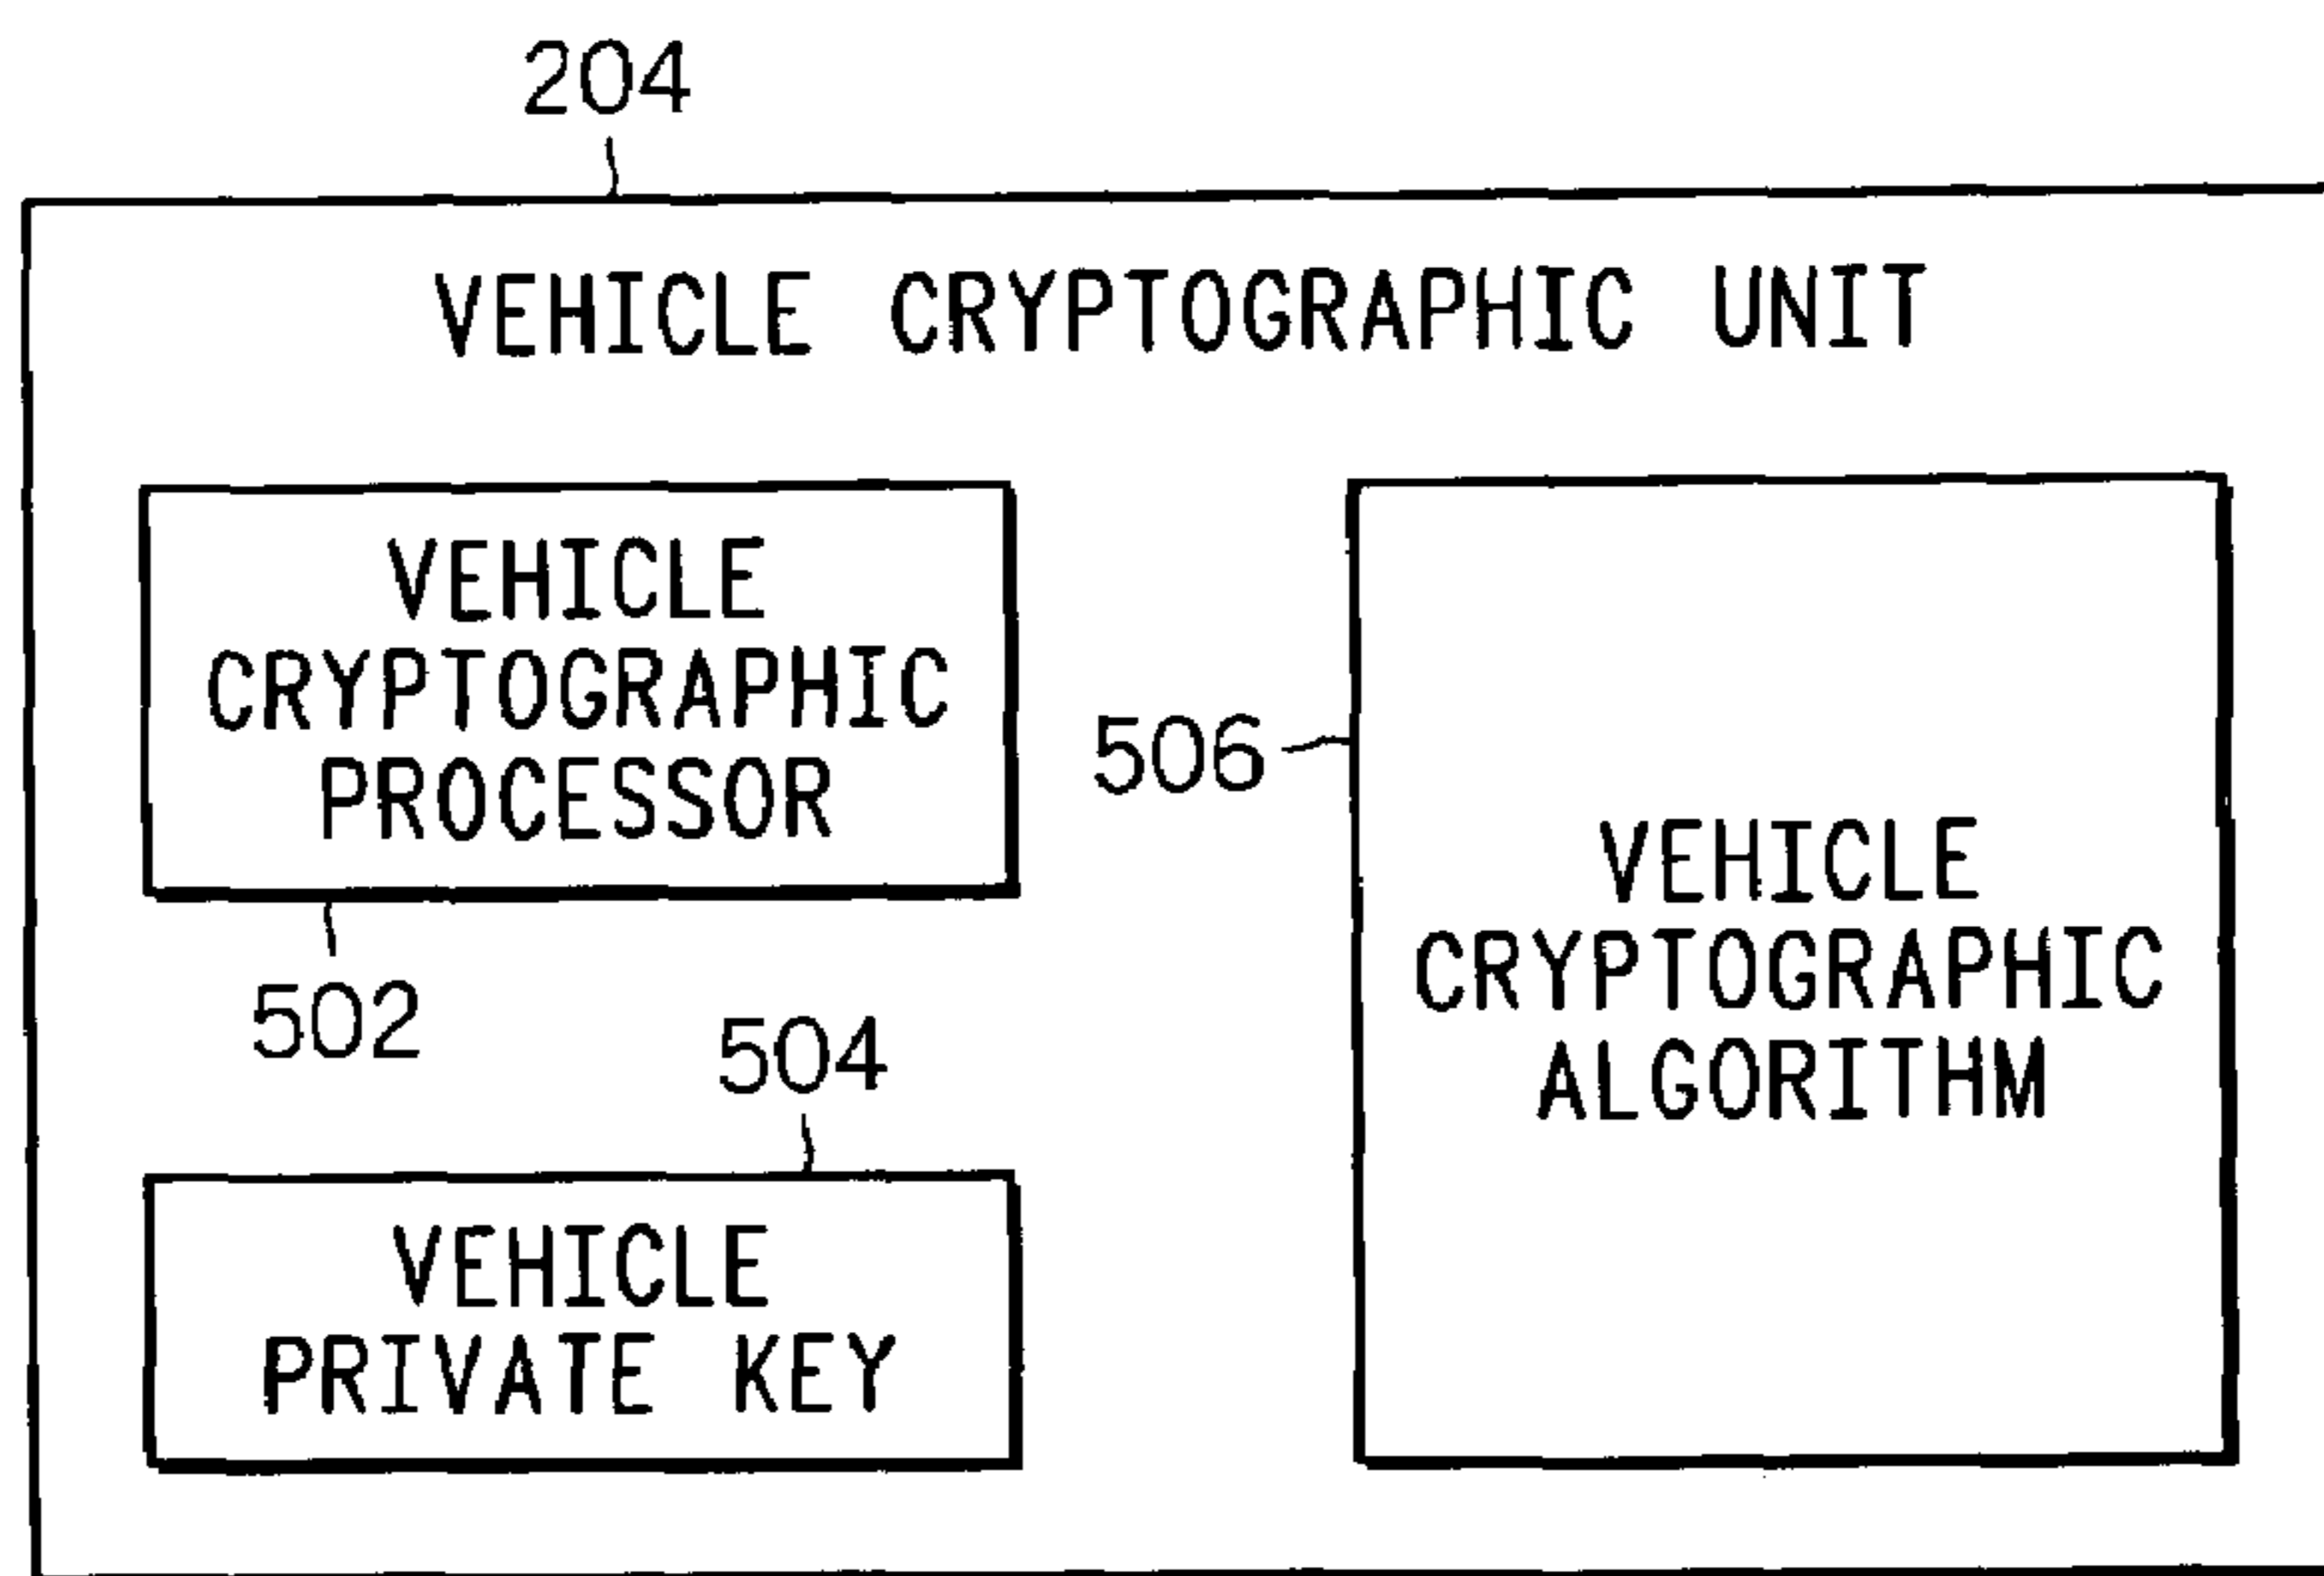 204
VEHICLE CRYPTOGRAPHIC UNIT
VEHICLE
CRYPTOGRAPHIC
PROCESSOR
502
504
VEHICLE
PRIVATE KEY
506
VEHICLE
CRYPTOGRAPHIC
ALGORITHM